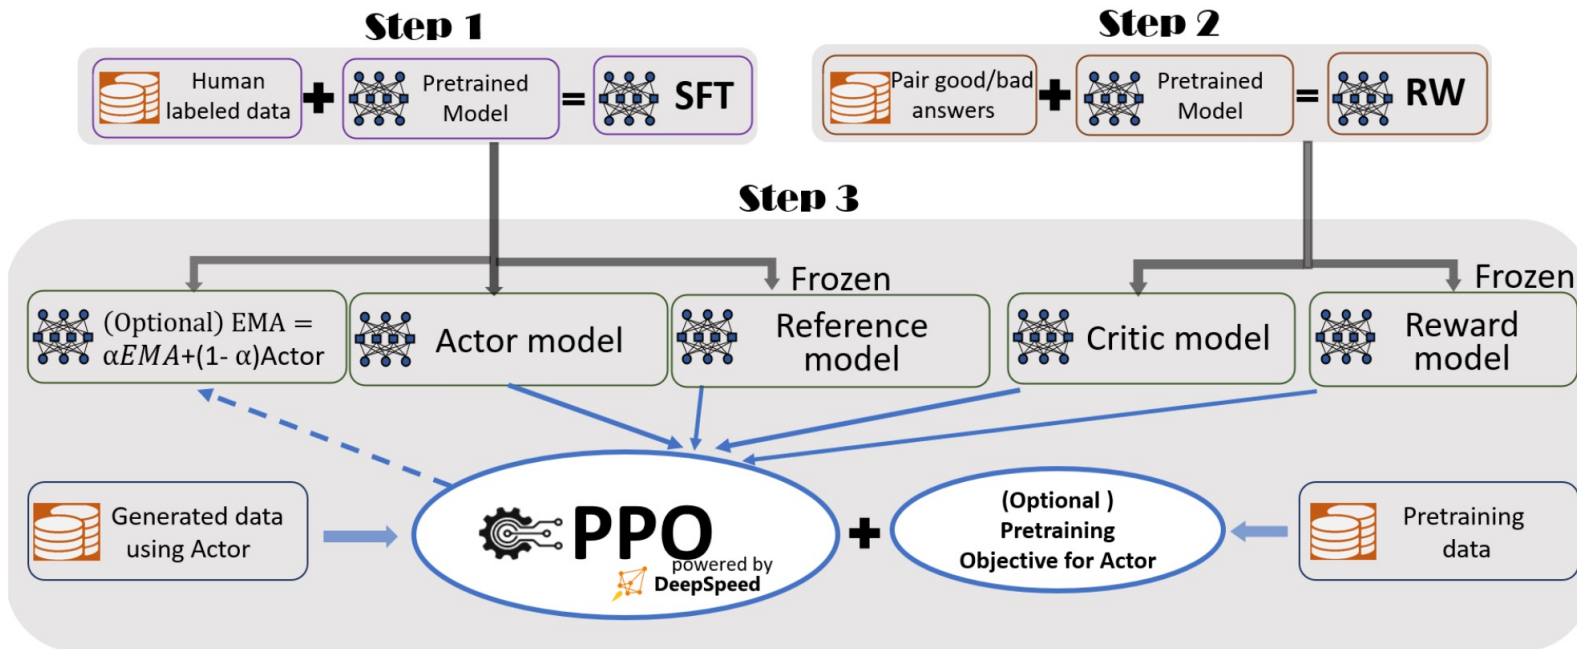 Step 1
Human
labeled data
+
Pretrained
Model
=
SFT
Step 2
Pair good/bad
answers
+
Pretrained
Model
=
RW
Step 3
(Optional) EMA =
αEMA+(1- α)Actor
Actor model
Frozen
Reference
model
Critic model
Frozen
Reward
model
Generated data
using Actor
PPO
powered by
DeepSpeed
+
(Optional )
Pretraining
Objective for Actor
Pretraining
data